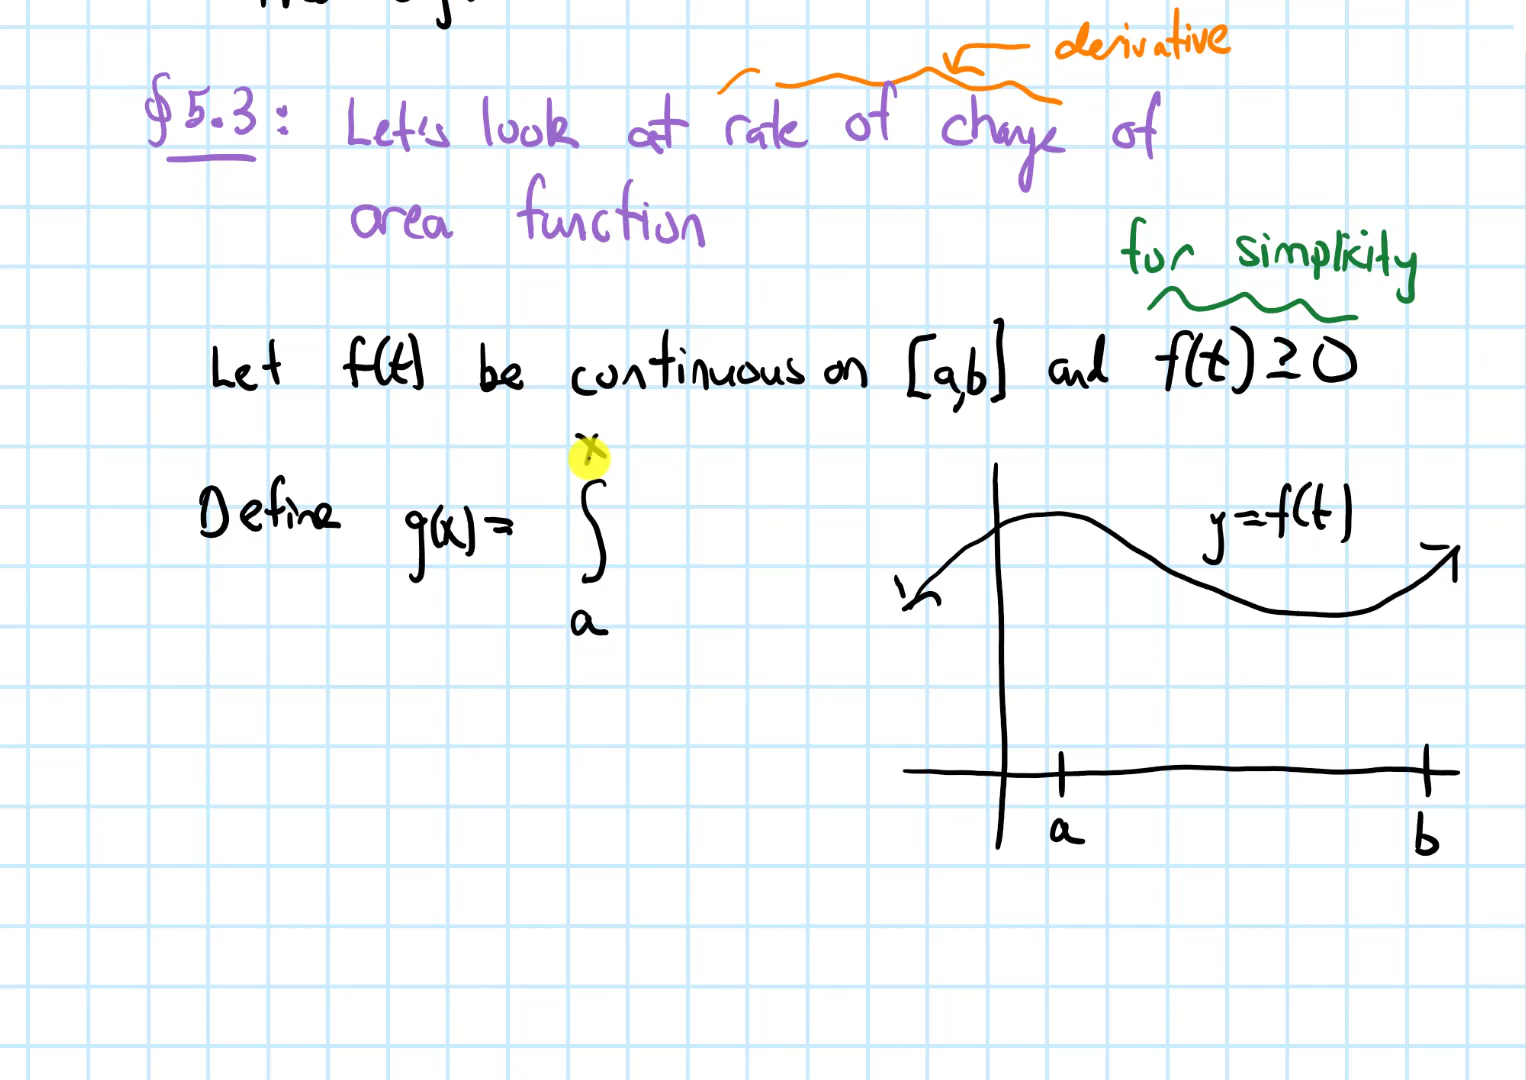 derivative
§5.3: Let's look at rate of change of
area function
for simplicity
Let f(t) be continuous on [a,b] and f(t) ≥ 0
Define g(x) = ∫ₐˣ
y = f(t)
a b